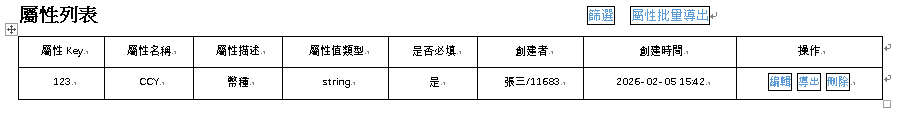 屬性列表 篩選 屬性批量導出
屬性 Key 屬性名稱 屬性描述 屬性值類型 是否必填 創建者 創建時間 操作
123 CCY 幣種 string 是 張三/11683 2026-02-05 15:42 編輯 導出 刪除